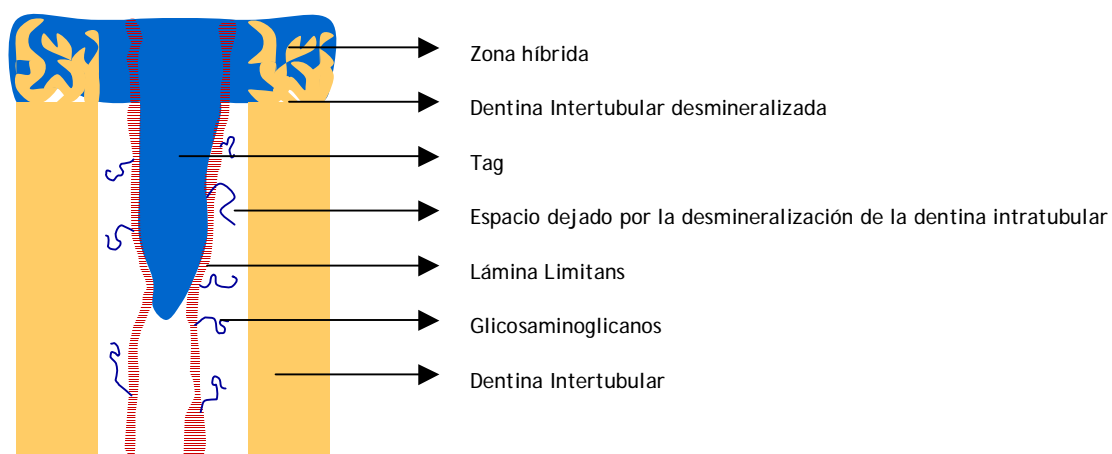 Zona híbrida
Dentina Intertubular desmineralizada
Tag
Espacio dejado por la desmineralización de la dentina intratubular
Lámina Limitans
Glicosaminoglicanos
Dentina Intertubular